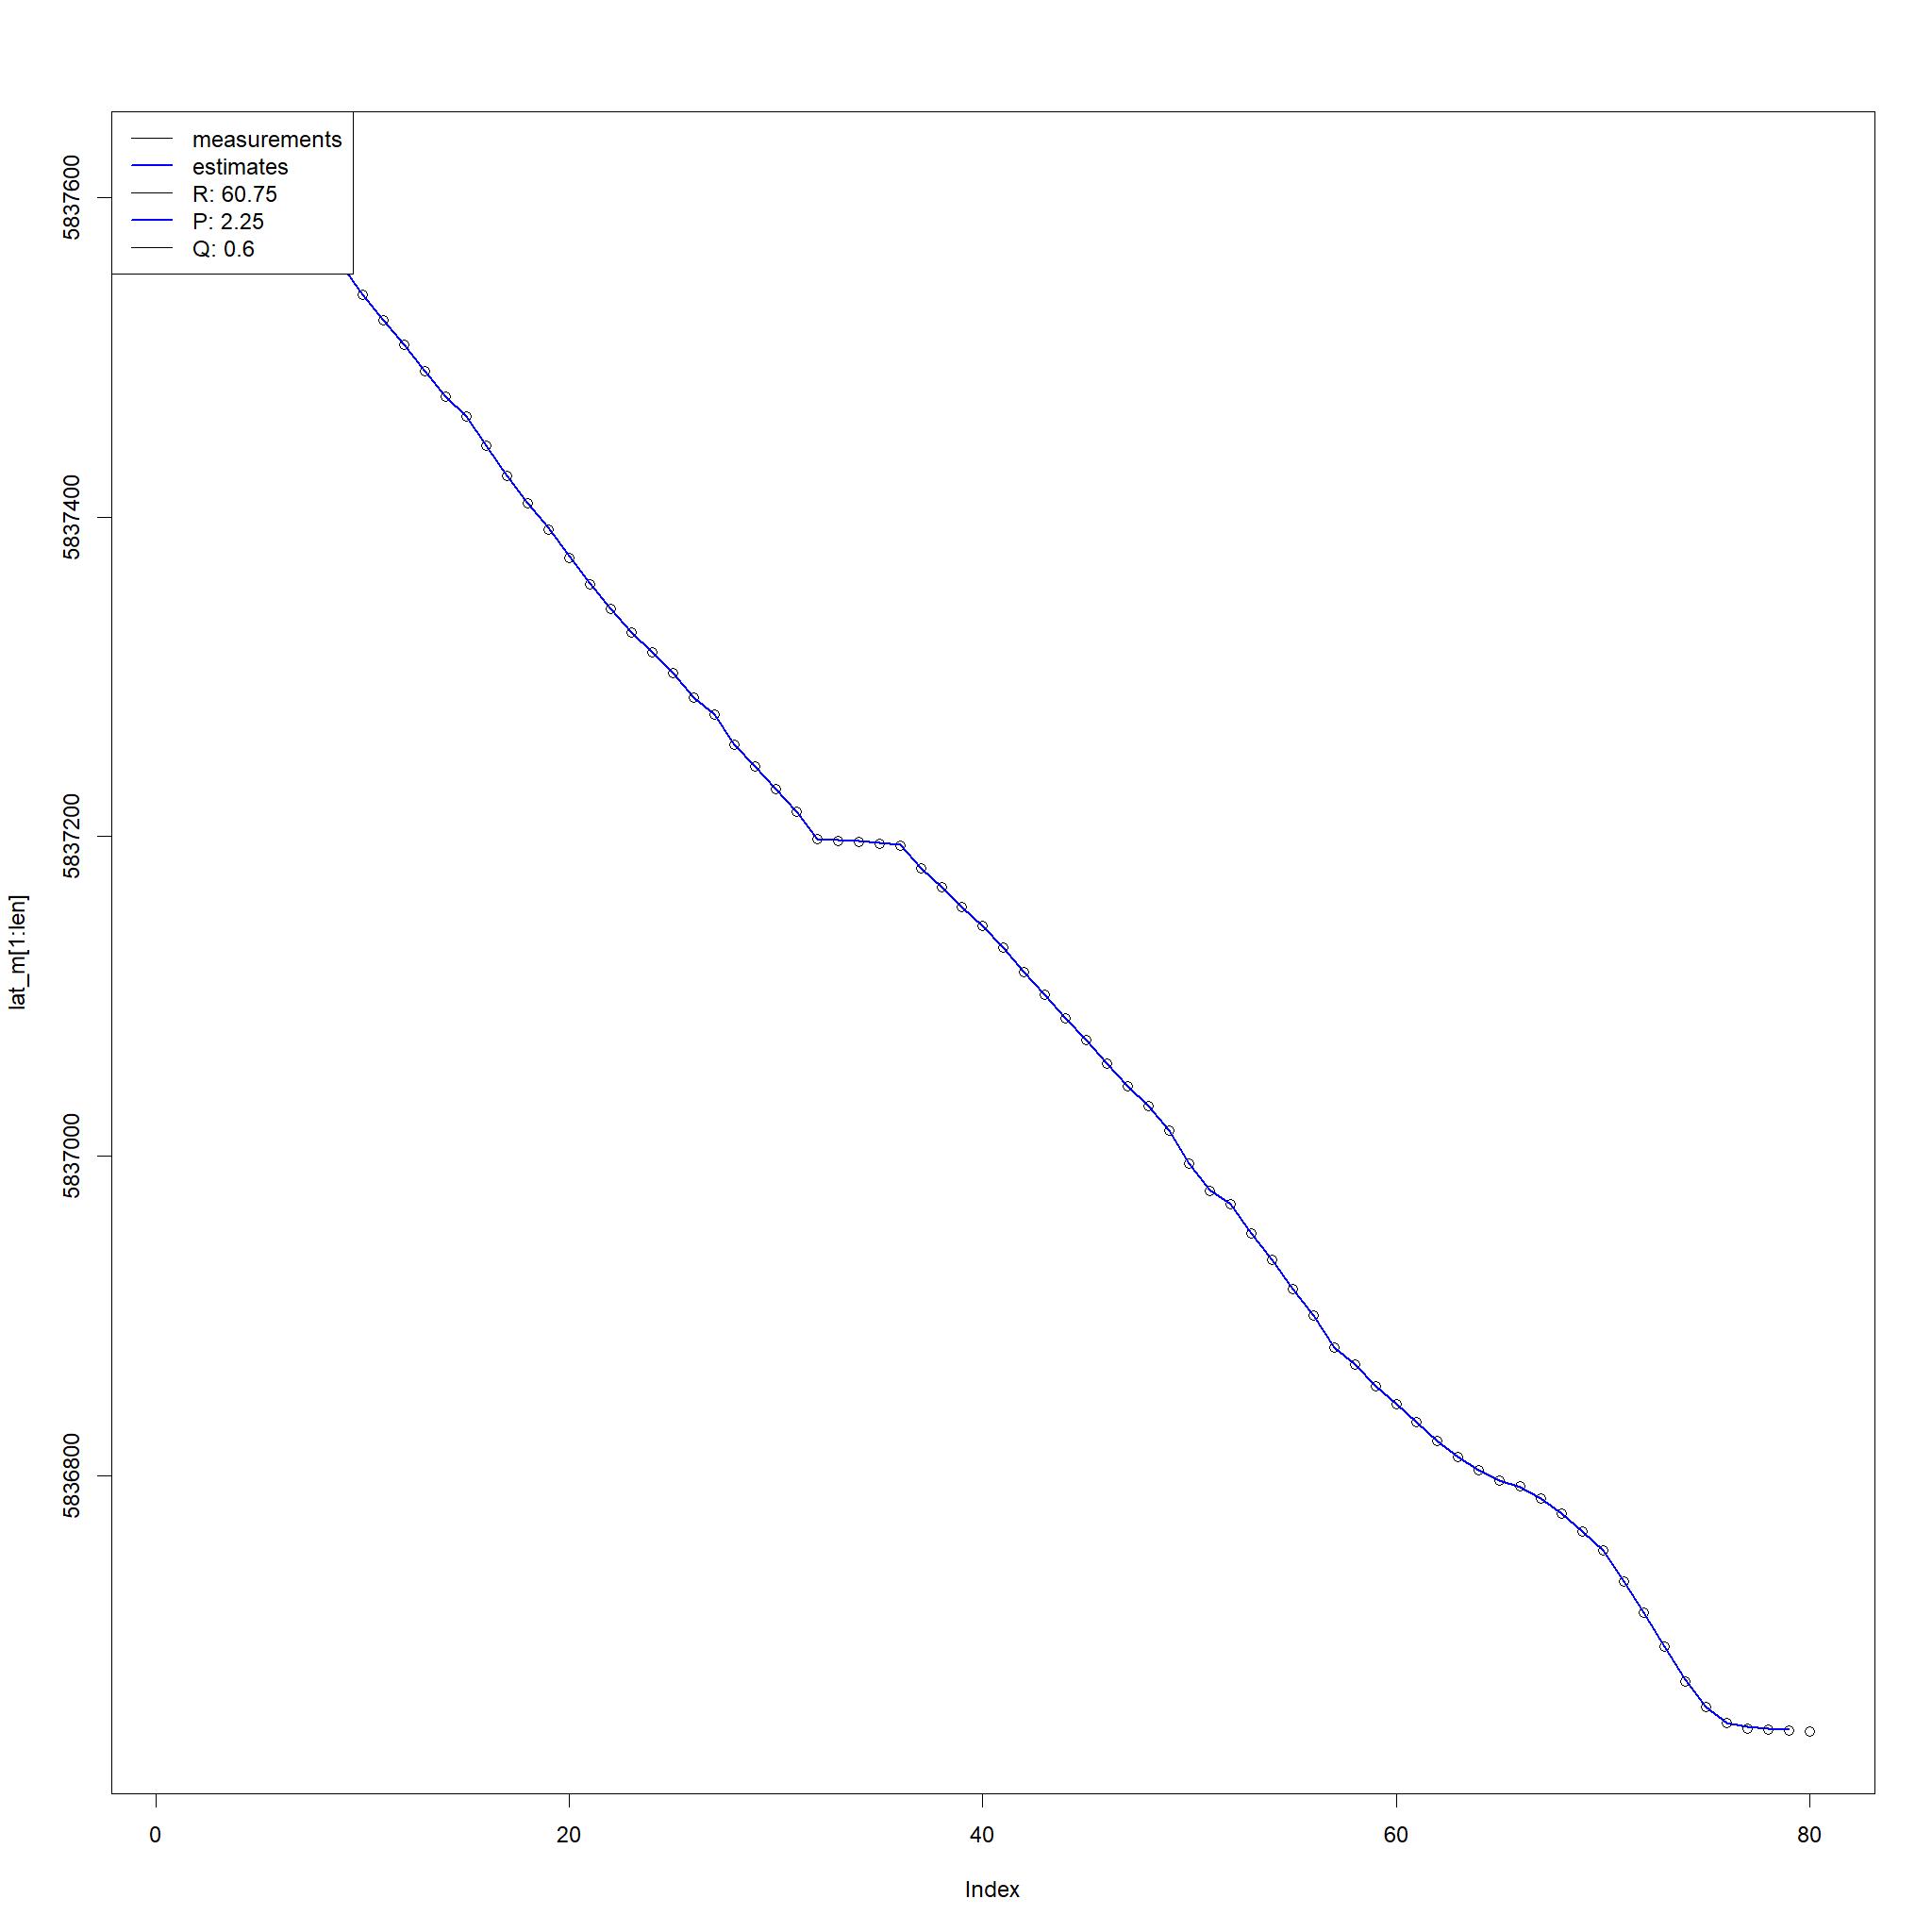 measurements
estimates
R: 60.75
P: 2.25
Q: 0.6
5837600
5837400
5837200
5837000
5836800
lat_m[1:len]
0 20 40 60 80
Index